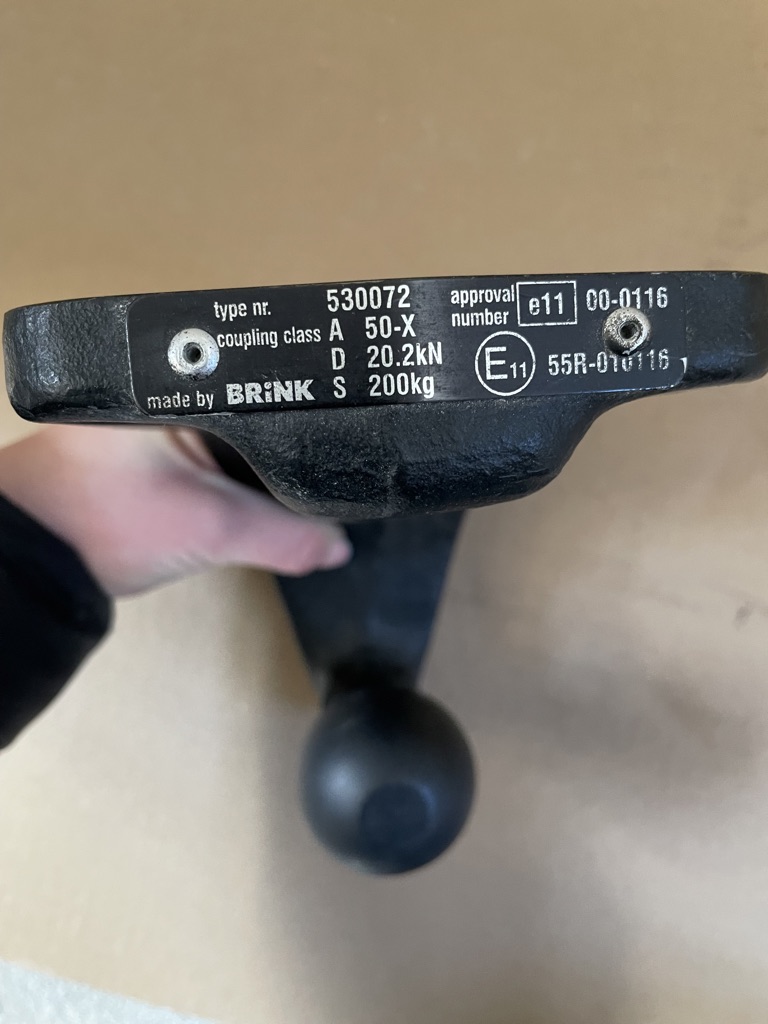 type nr. 530072
coupling class A 50-X
D 20.2kN
made by BRINK S 200kg
approval number e11 00-0116
E11 55R-010116